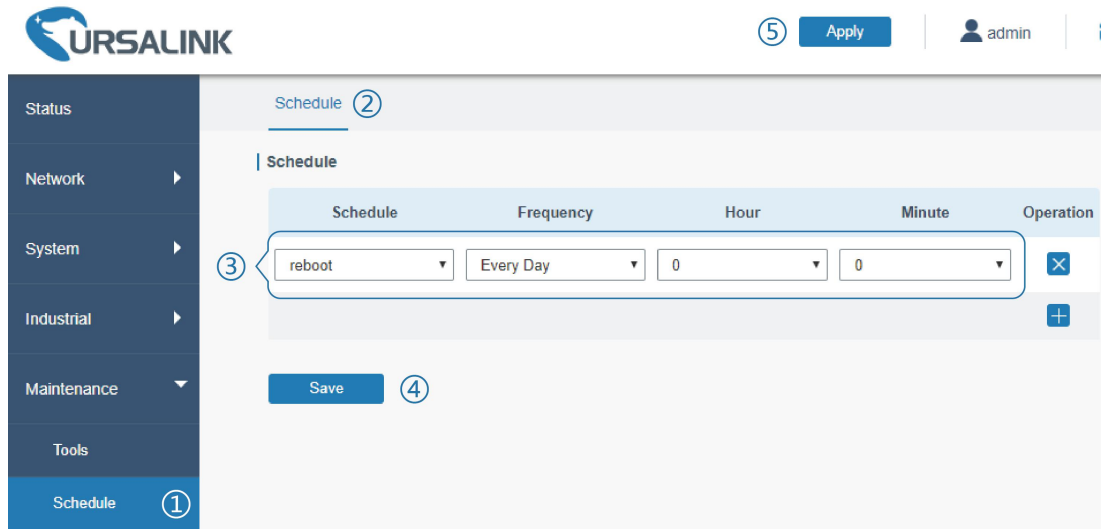 URSALINK
⑤ Apply admin
Status
Schedule ②
Schedule
Network
Schedule Frequency Hour Minute Operation
System
③ reboot Every Day 0 0
Industrial
Maintenance
Save ④
Tools
Schedule ①